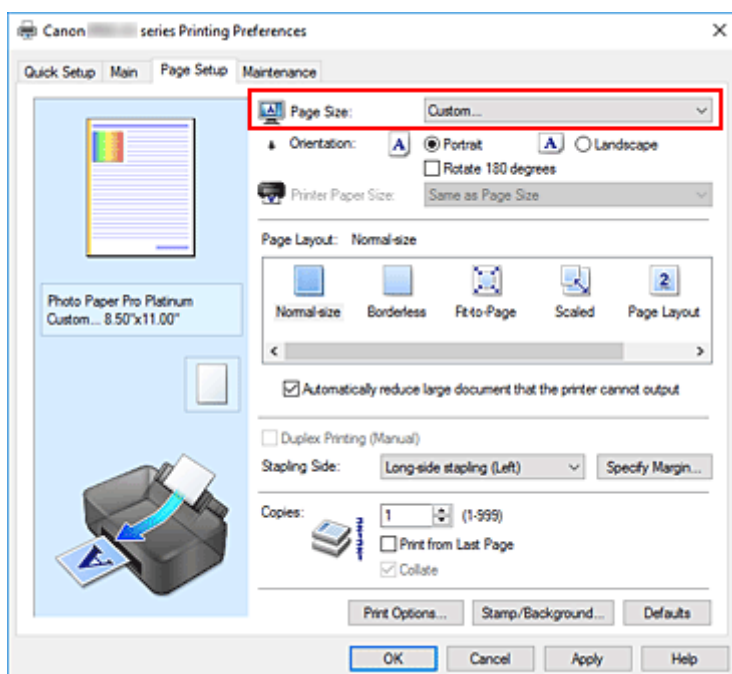 Canon series Printing Preferences
Quick Setup Main Page Setup Maintenance
Page Size: Custom...
Orientation: A Portrait A Landscape
Rotate 180 degrees
Printer Paper Size: Same as Page Size
Page Layout: Normal-size
2
Normal-size Borderless Fit-to-Page Scaled Page Layout
Photo Paper Pro Platinum
Custom... 8.50"x11.00"
Automatically reduce large document that the printer cannot output
Duplex Printing (Manual)
Stapling Side: Long-side stapling (Left) Specify Margin...
Copies: 1 (1-999)
Print from Last Page
Collate
A
Print Options... Stamp/Background... Defaults
OK Cancel Apply Help